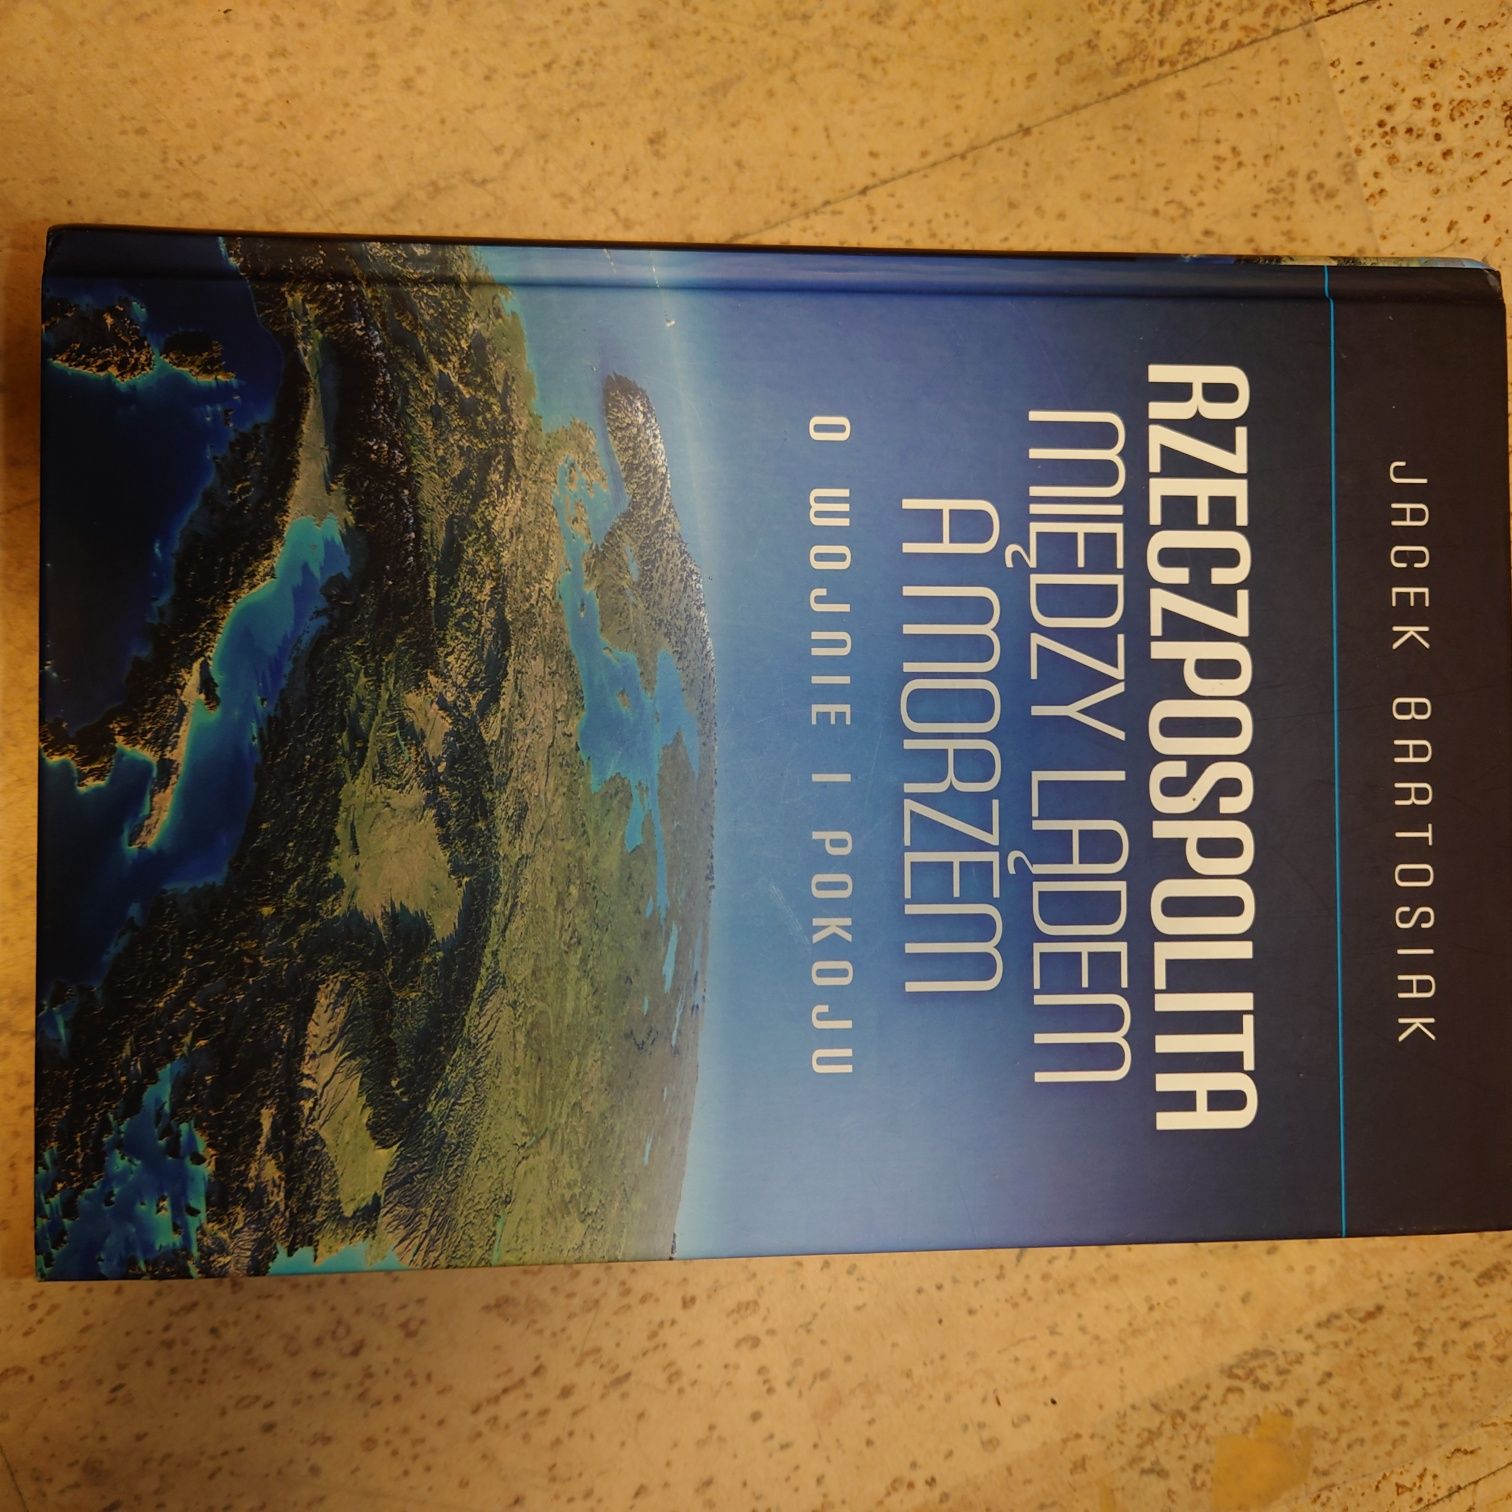 JACEK BARTOSIAK
RZECZPOSPOLITA
MIĘDZY LĄDEM
A MORZEM
O WOJNIE I POKOJU